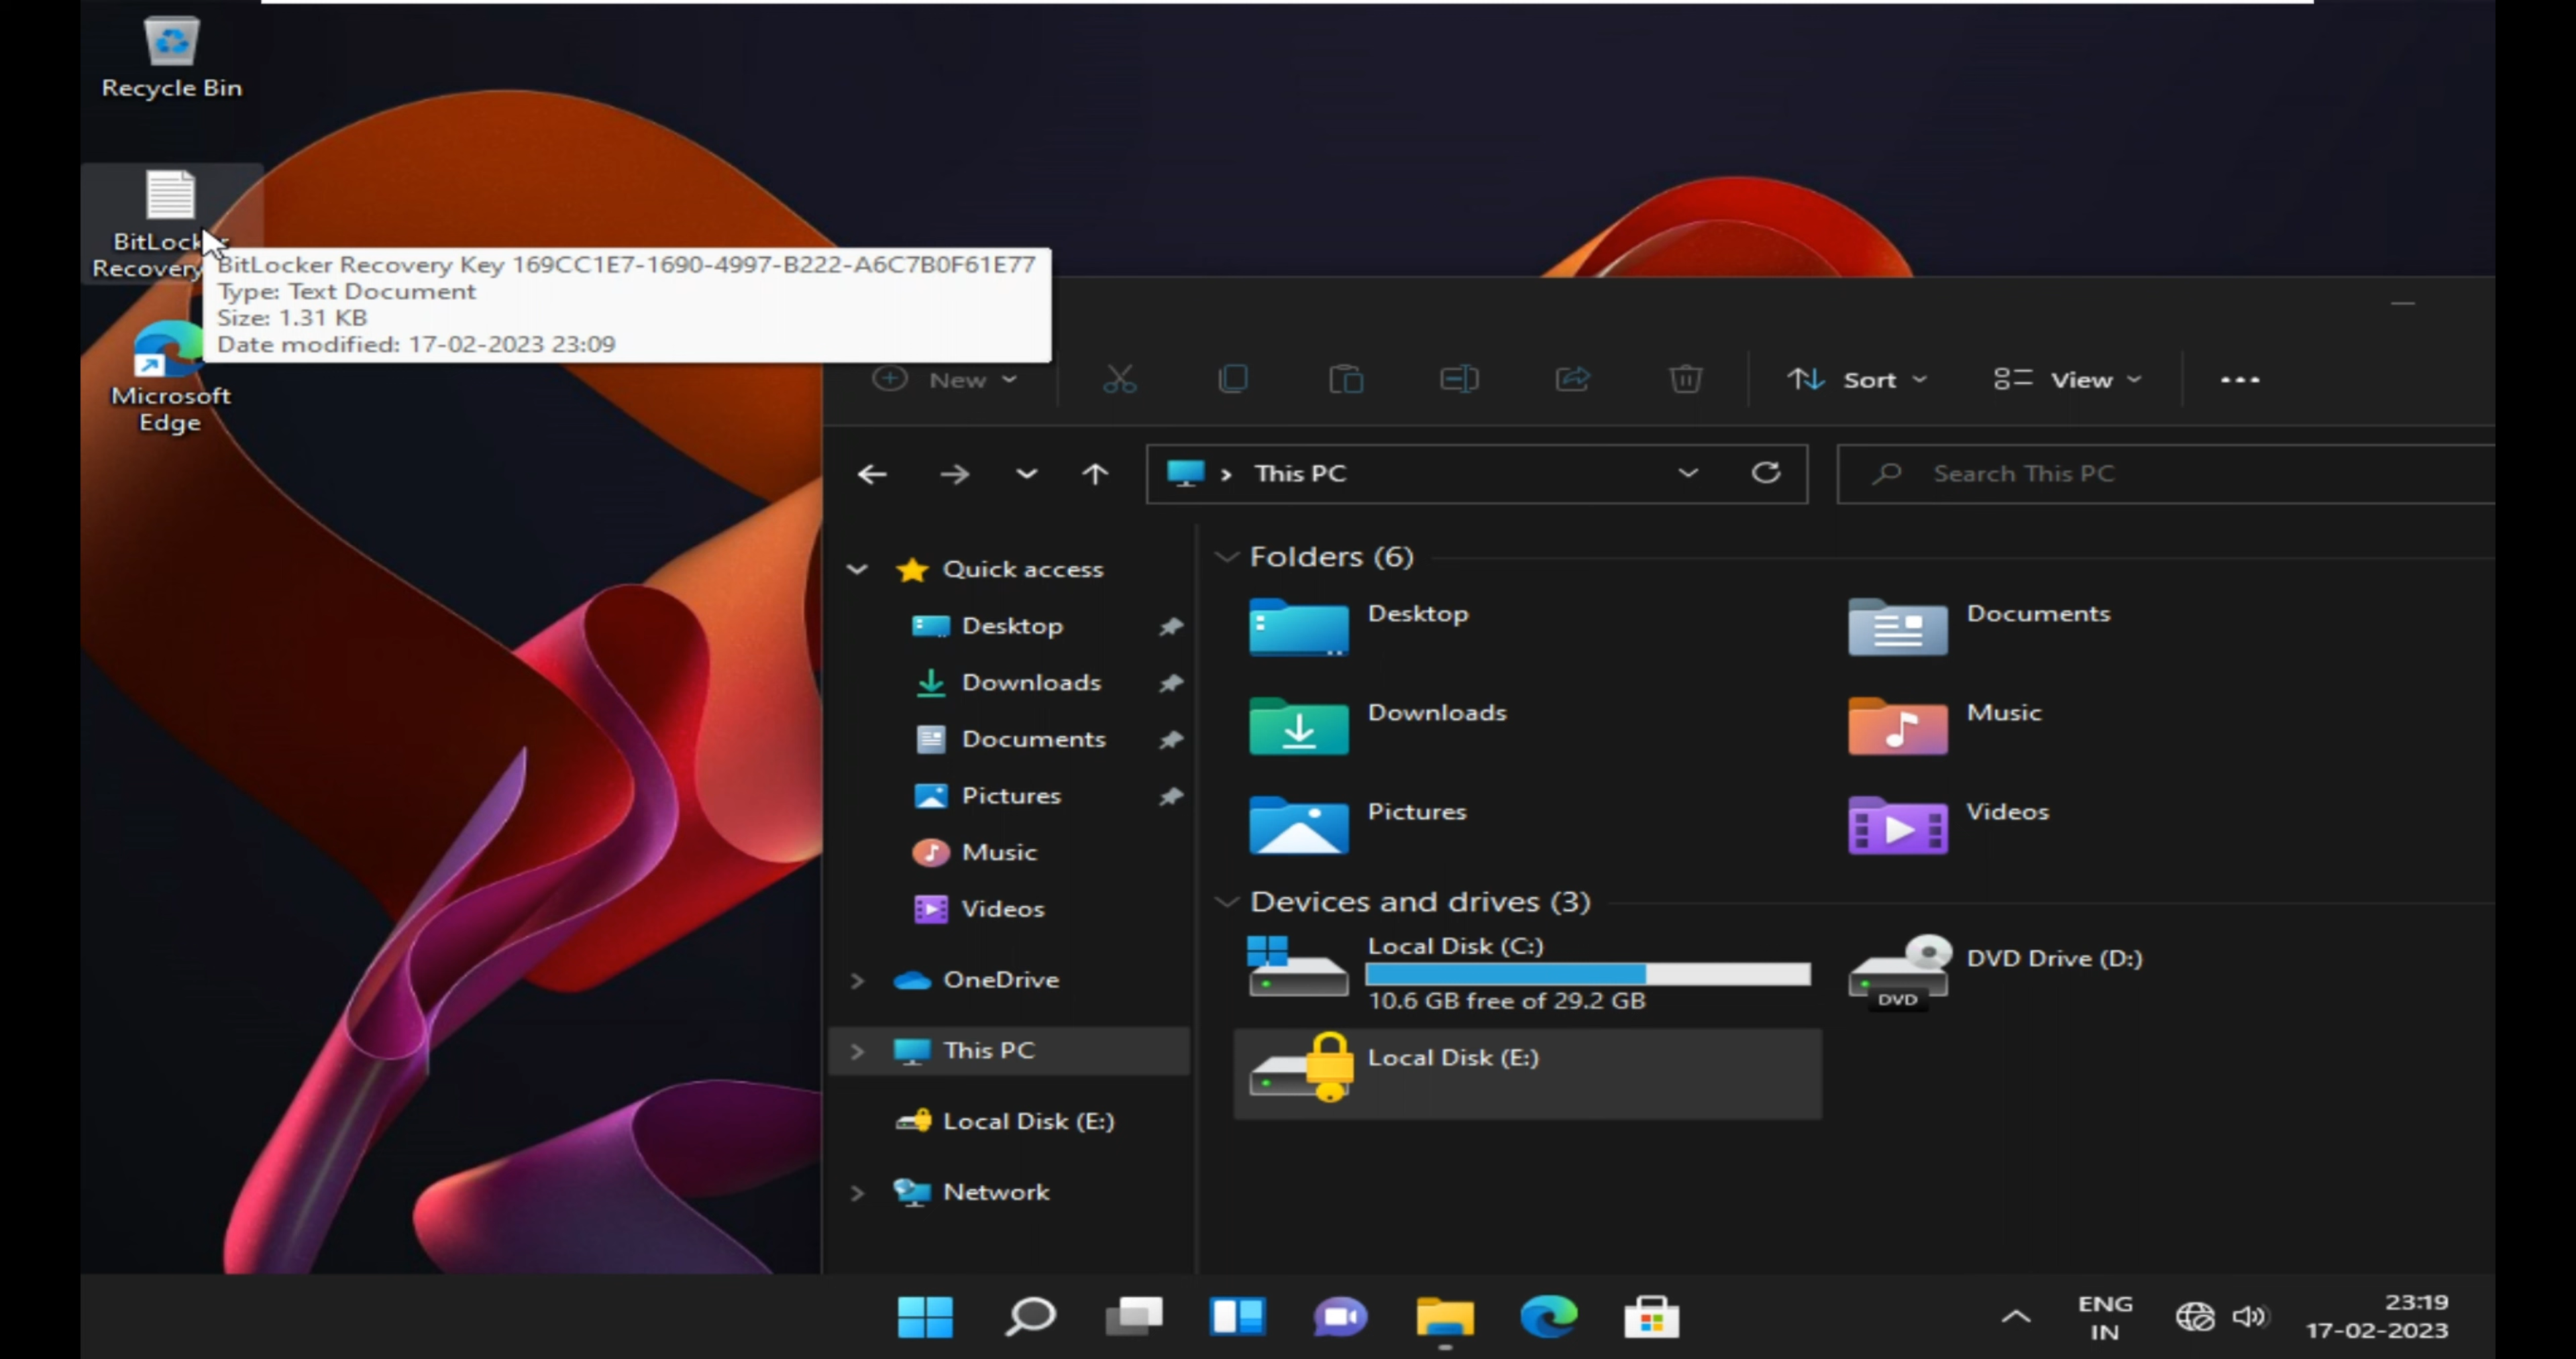 Recycle Bin
BitLocker
Recovery
BitLocker Recovery Key 169CC1E7-1690-4997-B222-A6C7B0F61E77
Type: Text Document
Size: 1.31 KB
Date modified: 17-02-2023 23:09
Microsoft
Edge
New
Sort
View
This PC
Search This PC
Quick access
Desktop
Downloads
Documents
Pictures
Music
Videos
OneDrive
This PC
Local Disk (E:)
Network
Folders (6)
Desktop
Documents
Downloads
Music
Pictures
Videos
Devices and drives (3)
Local Disk (C:)
10.6 GB free of 29.2 GB
DVD Drive (D:)
DVD
Local Disk (E:)
ENG
IN
23:19
17-02-2023